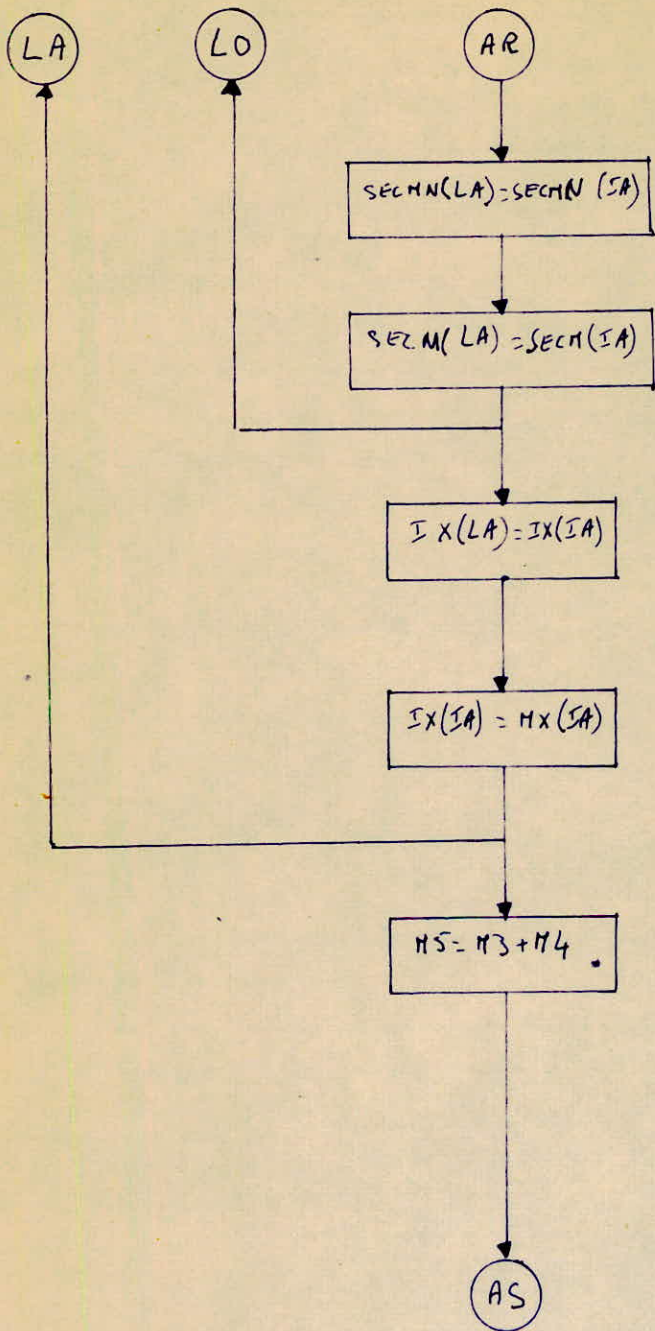 LA
LO
AR
SECMN(LA)=SECMN(IA)
SEC.M(LA)=SECM(IA)
IX(LA)=IX(IA)
IX(IA)=MX(IA)
M5=M3+M4.
AS